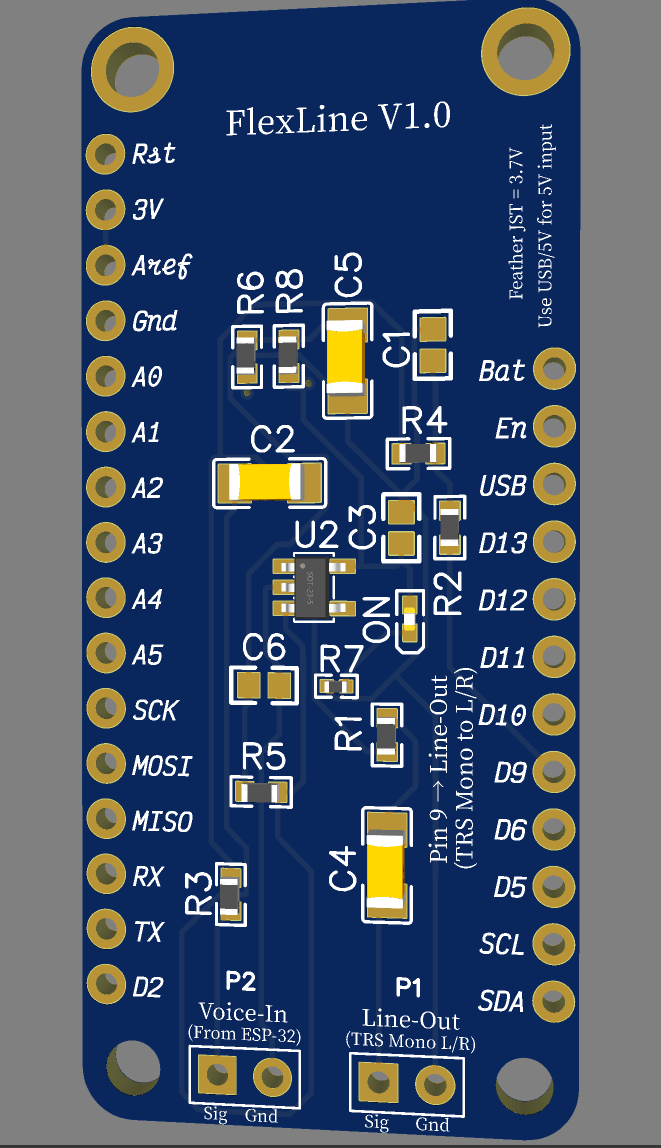 FlexLine V1.0
Feather JST = 3.7V
Use USB/5V for 5V input
Rst
3V
Aref
Gnd
A0
A1
A2
A3
A4
A5
SCK
MOSI
MISO
RX
TX
D2
R6
R8
C5
C1
R4
C2
C3
U2
SOT-23-5
R2
ON
C6
R7
R1
R5
C4
R3
Bat
En
USB
D13
D12
D11
D10
D9
D6
D5
SCL
SDA
Pin 9 → Line-Out
(TRS Mono to L/R)
P2
Voice-In
(From ESP-32)
Sig Gnd
P1
Line-Out
(TRS Mono L/R)
Sig Gnd